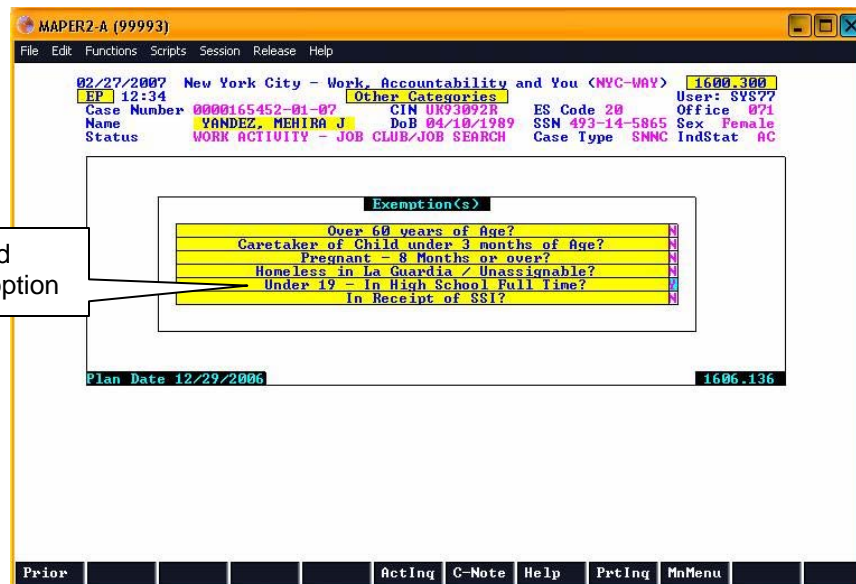 MAPER2-A (99993)
File Edit Functions Scripts Session Release Help
02/27/2007 New York City - Work, Accountability and You (NYC-WAY) 1600.300
EP 12:34 Other Categories User: SYS77
Case Number 0000165452-01-07 CIN UK93092R ES Code 20 Office 071
Name YANDEZ, MEHIRA J DoB 04/10/1989 SSN 493-14-5865 Sex Female
Status WORK ACTIVITY - JOB CLUB/JOB SEARCH Case Type SNNC IndStat AC
Exemption(s)
Over 60 years of Age? N
Caretaker of Child under 3 months of Age? N
Pregnant - 8 Months or over? N
Homeless in La Guardia / Unassignable? N
Under 19 - In High School Full Time?
In Receipt of SSI? N
Plan Date 12/29/2006 1606.136
Prior ActInq C-Note Help PrtInq MnMenu